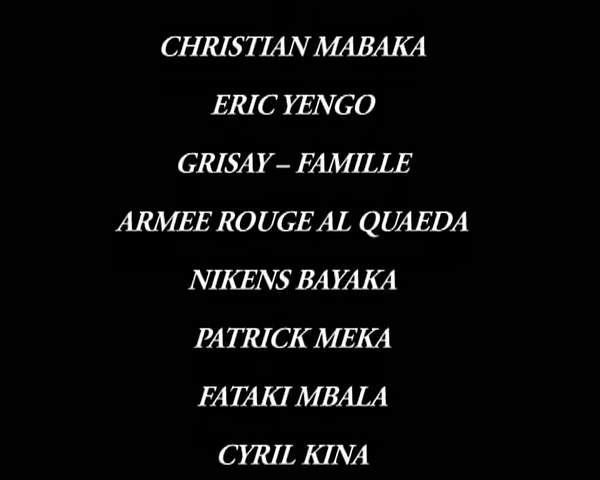 CHRISTIAN MABAKA
ERIC YENGO
GRISAY – FAMILLE
ARMEE ROUGE AL QUAEDA
NIKENS BAYAKA
PATRICK MEKA
FATAKI MBALA
CYRIL KINA